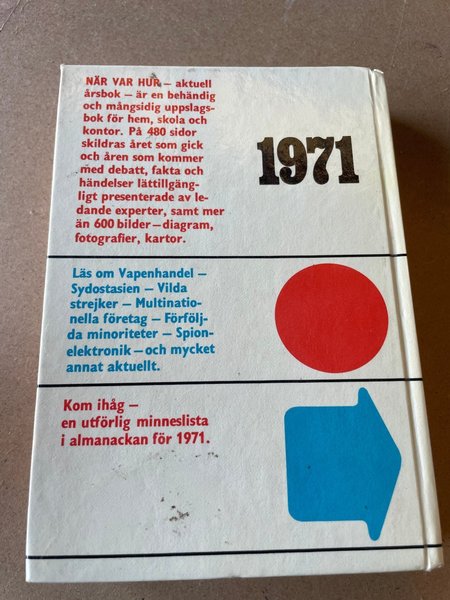 NÄR VAR HUR – aktuell
årsbok – är en behändig
och mångsidig uppslags-
bok för hem, skola och
kontor. På 480 sidor
skildras året som gick
och åren som kommer
med debatt, fakta och
händelser lättillgäng-
ligt presenterade av le-
dande experter, samt mer
än 600 bilder – diagram,
fotografier, kartor.
1971
Läs om Vapenhandel –
Sydostasien – Vilda
strejker – Multinatio-
nella företag – Förfölj-
da minoriteter – Spion-
elektronik – och mycket
annat aktuellt.
Kom ihåg –
en utförlig minneslista
i almanackan för 1971.